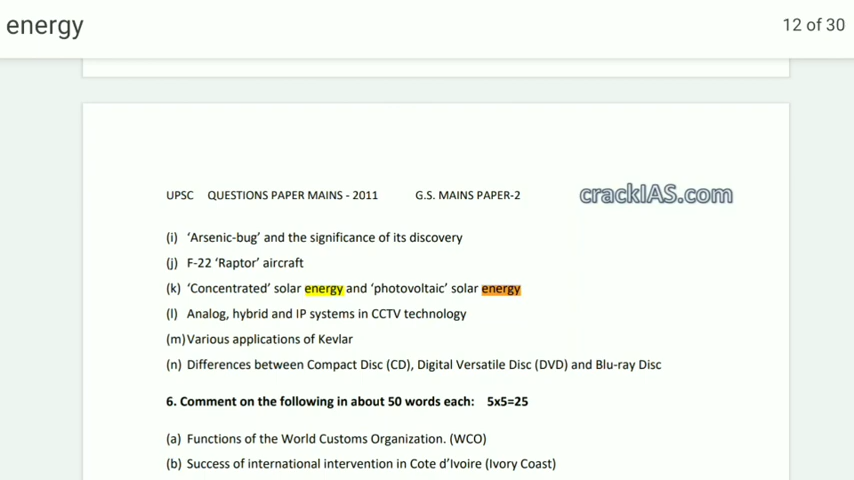 energy
12 of 30
UPSC QUESTIONS PAPER MAINS - 2011 G.S. MAINS PAPER-2 crackIAS.com
(i) ‘Arsenic-bug’ and the significance of its discovery
(j) F-22 ‘Raptor’ aircraft
(k) ‘Concentrated’ solar energy and ‘photovoltaic’ solar energy
(l) Analog, hybrid and IP systems in CCTV technology
(m)Various applications of Kevlar
(n) Differences between Compact Disc (CD), Digital Versatile Disc (DVD) and Blu-ray Disc
6. Comment on the following in about 50 words each: 5x5=25
(a) Functions of the World Customs Organization. (WCO)
(b) Success of international intervention in Cote d’Ivoire (Ivory Coast)